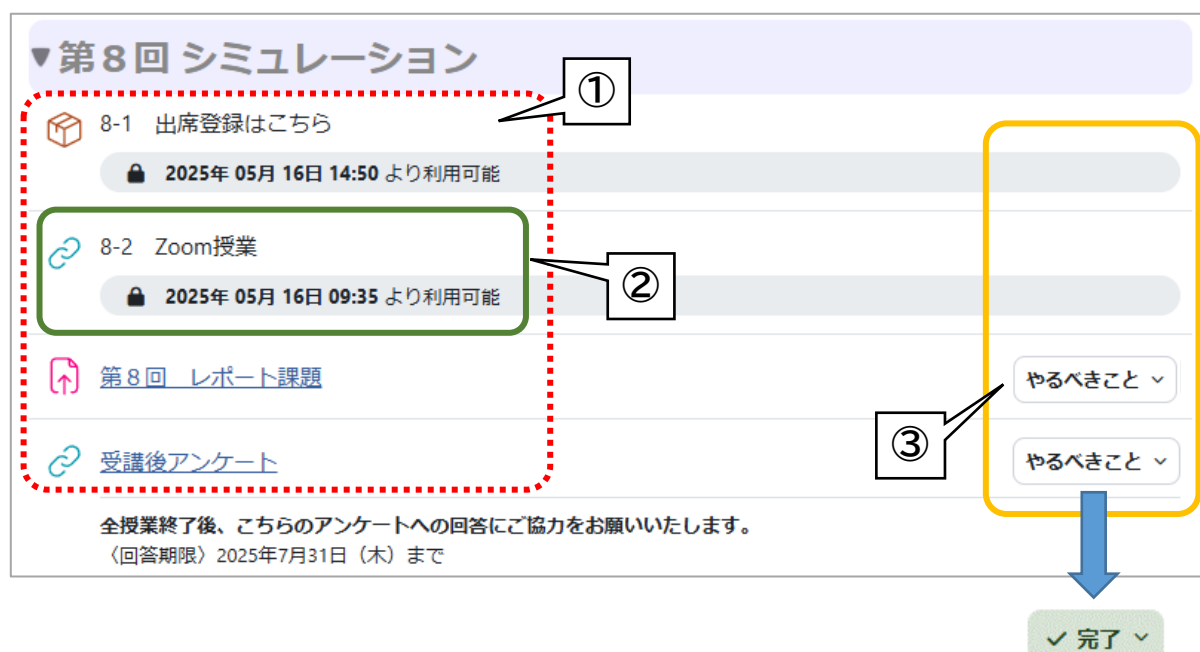 ▼第8回 シミュレーション
①
8-1 出席登録はこちら
2025年 05月 16日 14:50 より利用可能
8-2 Zoom授業
②
2025年 05月 16日 09:35 より利用可能
第8回 レポート課題
やるべきこと
③
受講後アンケート
やるべきこと
全授業終了後、こちらのアンケートへの回答にご協力をお願いいたします。
〈回答期限〉2025年7月31日（木）まで
✓ 完了